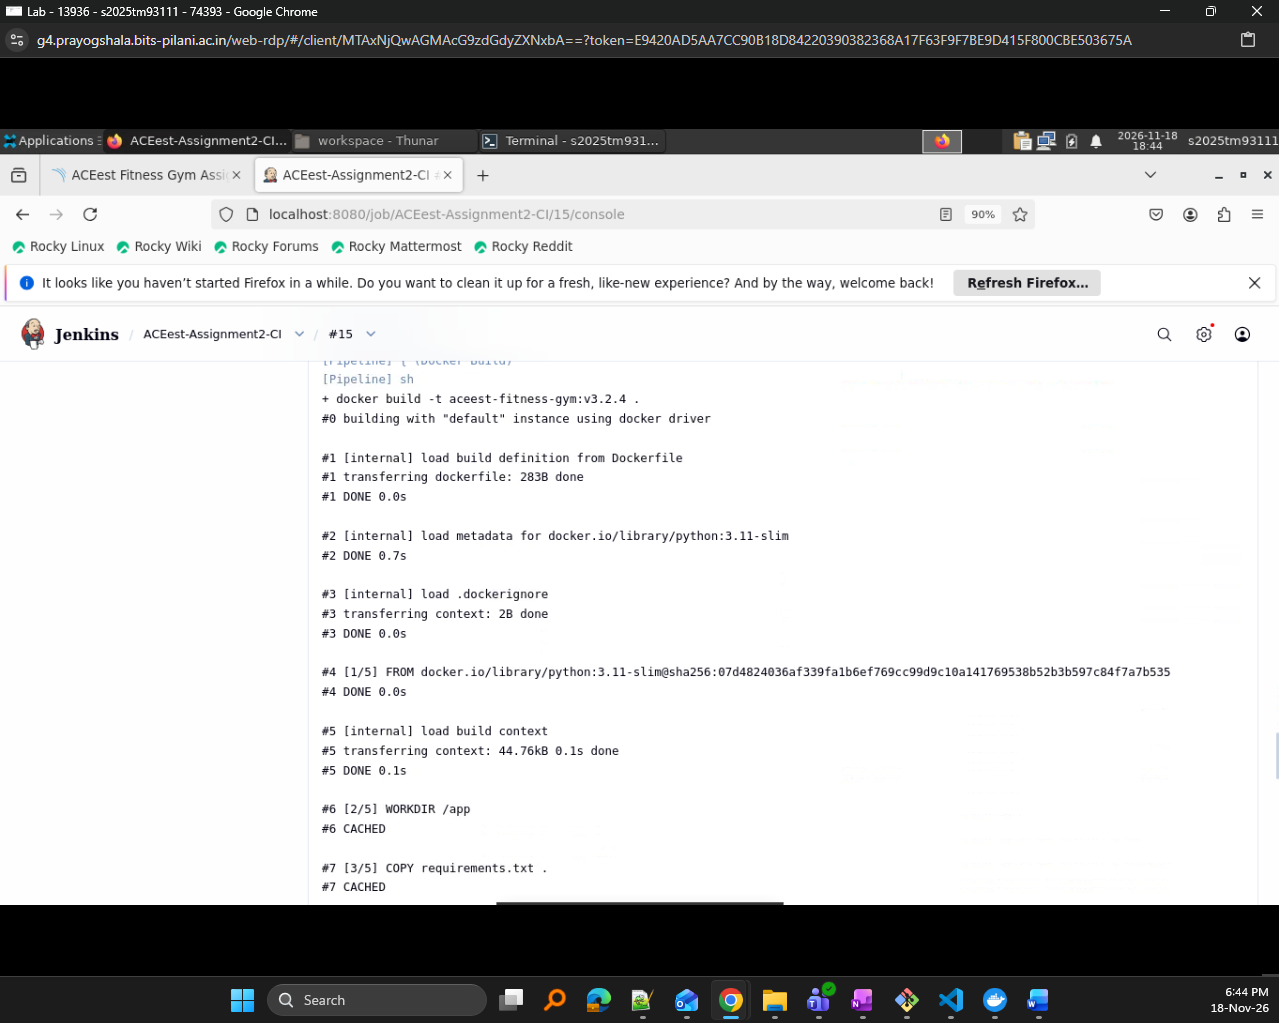 Lab - 13936 - s2025tm93111 - 74393 - Google Chrome
g4.prayogshala.bits-pilani.ac.in/web-rdp/#/client/MTAxNjQwAGMAcG9zdGdyZXNxbA==?token=E9420AD5AA7CC90B18D84220390382368A17F63F9F7BE9D415F800CBE503675A
Applications ACEest-Assignment2-CI... workspace - Thunar Terminal - s2025tm931... 2026-11-18 s2025tm93111
18:44
ACEest Fitness Gym Assi ACEest-Assignment2-CI
localhost:8080/job/ACEest-Assignment2-CI/15/console 90%
Rocky Linux Rocky Wiki Rocky Forums Rocky Mattermost Rocky Reddit
It looks like you haven’t started Firefox in a while. Do you want to clean it up for a fresh, like-new experience? And by the way, welcome back! Refresh Firefox...
Jenkins / ACEest-Assignment2-CI / #15
[Pipeline] { (Docker Build)
[Pipeline] sh
+ docker build -t aceest-fitness-gym:v3.2.4 .
#0 building with "default" instance using docker driver
#1 [internal] load build definition from Dockerfile
#1 transferring dockerfile: 283B done
#1 DONE 0.0s
#2 [internal] load metadata for docker.io/library/python:3.11-slim
#2 DONE 0.7s
#3 [internal] load .dockerignore
#3 transferring context: 2B done
#3 DONE 0.0s
#4 [1/5] FROM docker.io/library/python:3.11-slim@sha256:07d4824036af339fa1b6ef769cc99d9c10a141769538b52b3b597c84f7a7b535
#4 DONE 0.0s
#5 [internal] load build context
#5 transferring context: 44.76kB 0.1s done
#5 DONE 0.1s
#6 [2/5] WORKDIR /app
#6 CACHED
#7 [3/5] COPY requirements.txt .
#7 CACHED
Search
6:44 PM
18-Nov-26